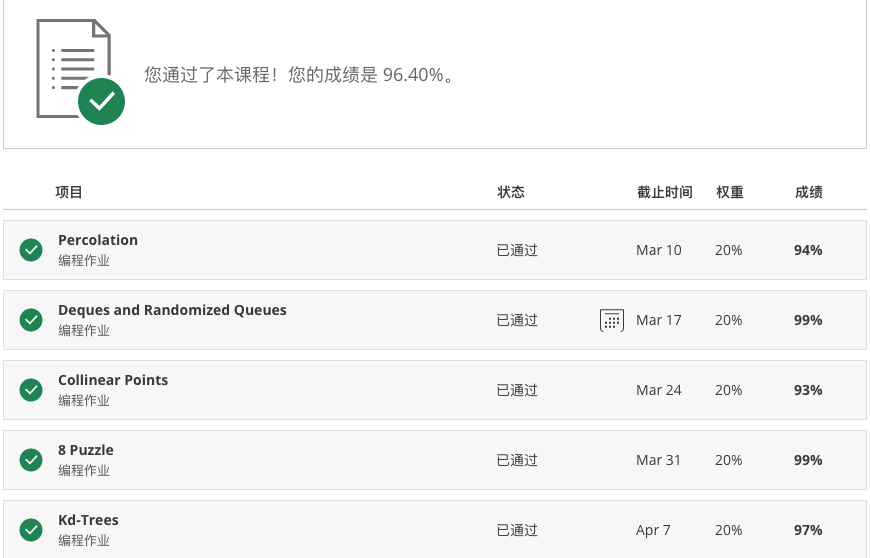 您通过了本课程！您的成绩是 96.40%。
项目 状态 截止时间 权重 成绩
Percolation
编程作业
已通过 Mar 10 20% 94%
Deques and Randomized Queues
编程作业
已通过 Mar 17 20% 99%
Collinear Points
编程作业
已通过 Mar 24 20% 93%
8 Puzzle
编程作业
已通过 Mar 31 20% 99%
Kd-Trees
编程作业
已通过 Apr 7 20% 97%